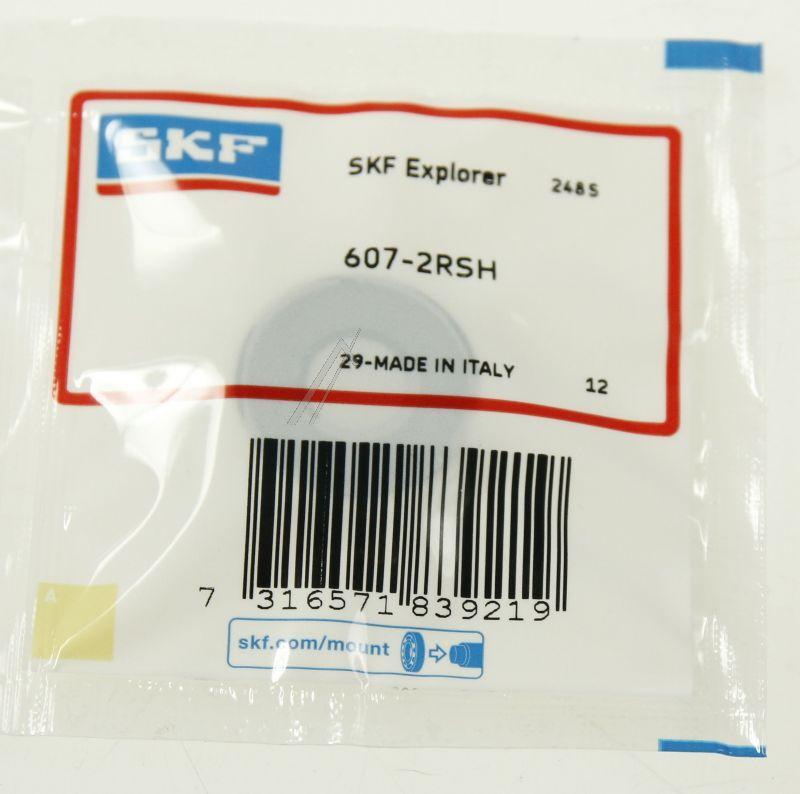 SKF
SKF Explorer 248S
607-2RSH
29-MADE IN ITALY 12
7 316571 839219
skf.com/mount
A